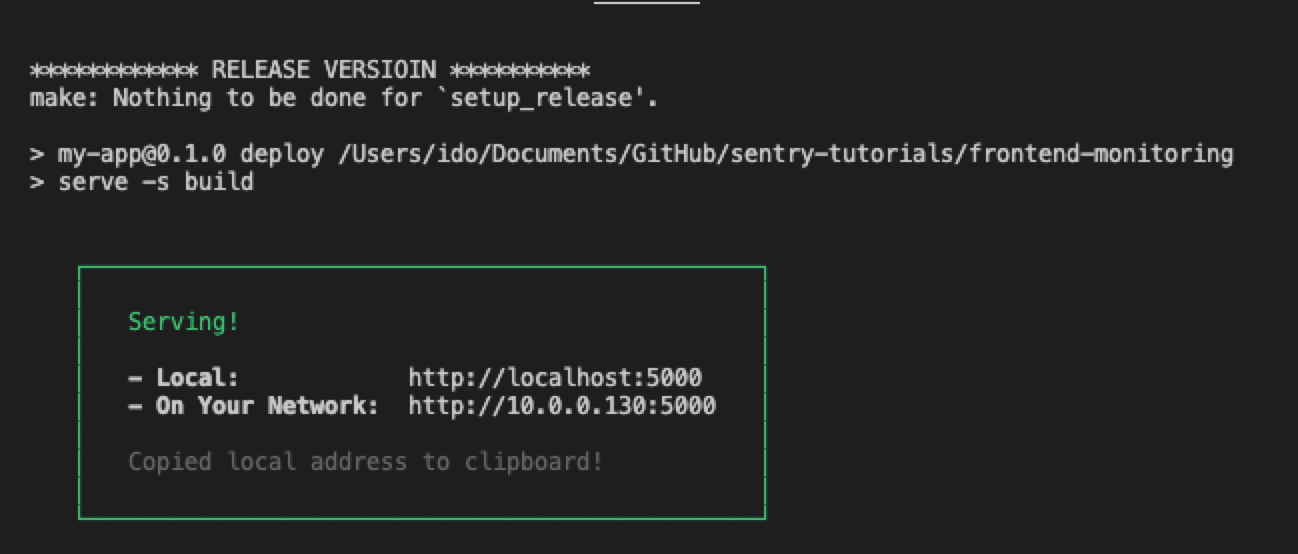 ************ RELEASE VERSIOIN **********
make: Nothing to be done for `setup_release'.
> my-app@0.1.0 deploy /Users/ido/Documents/GitHub/sentry-tutorials/frontend-monitoring
> serve -s build
Serving!
- Local: http://localhost:5000
- On Your Network: http://10.0.0.130:5000
Copied local address to clipboard!